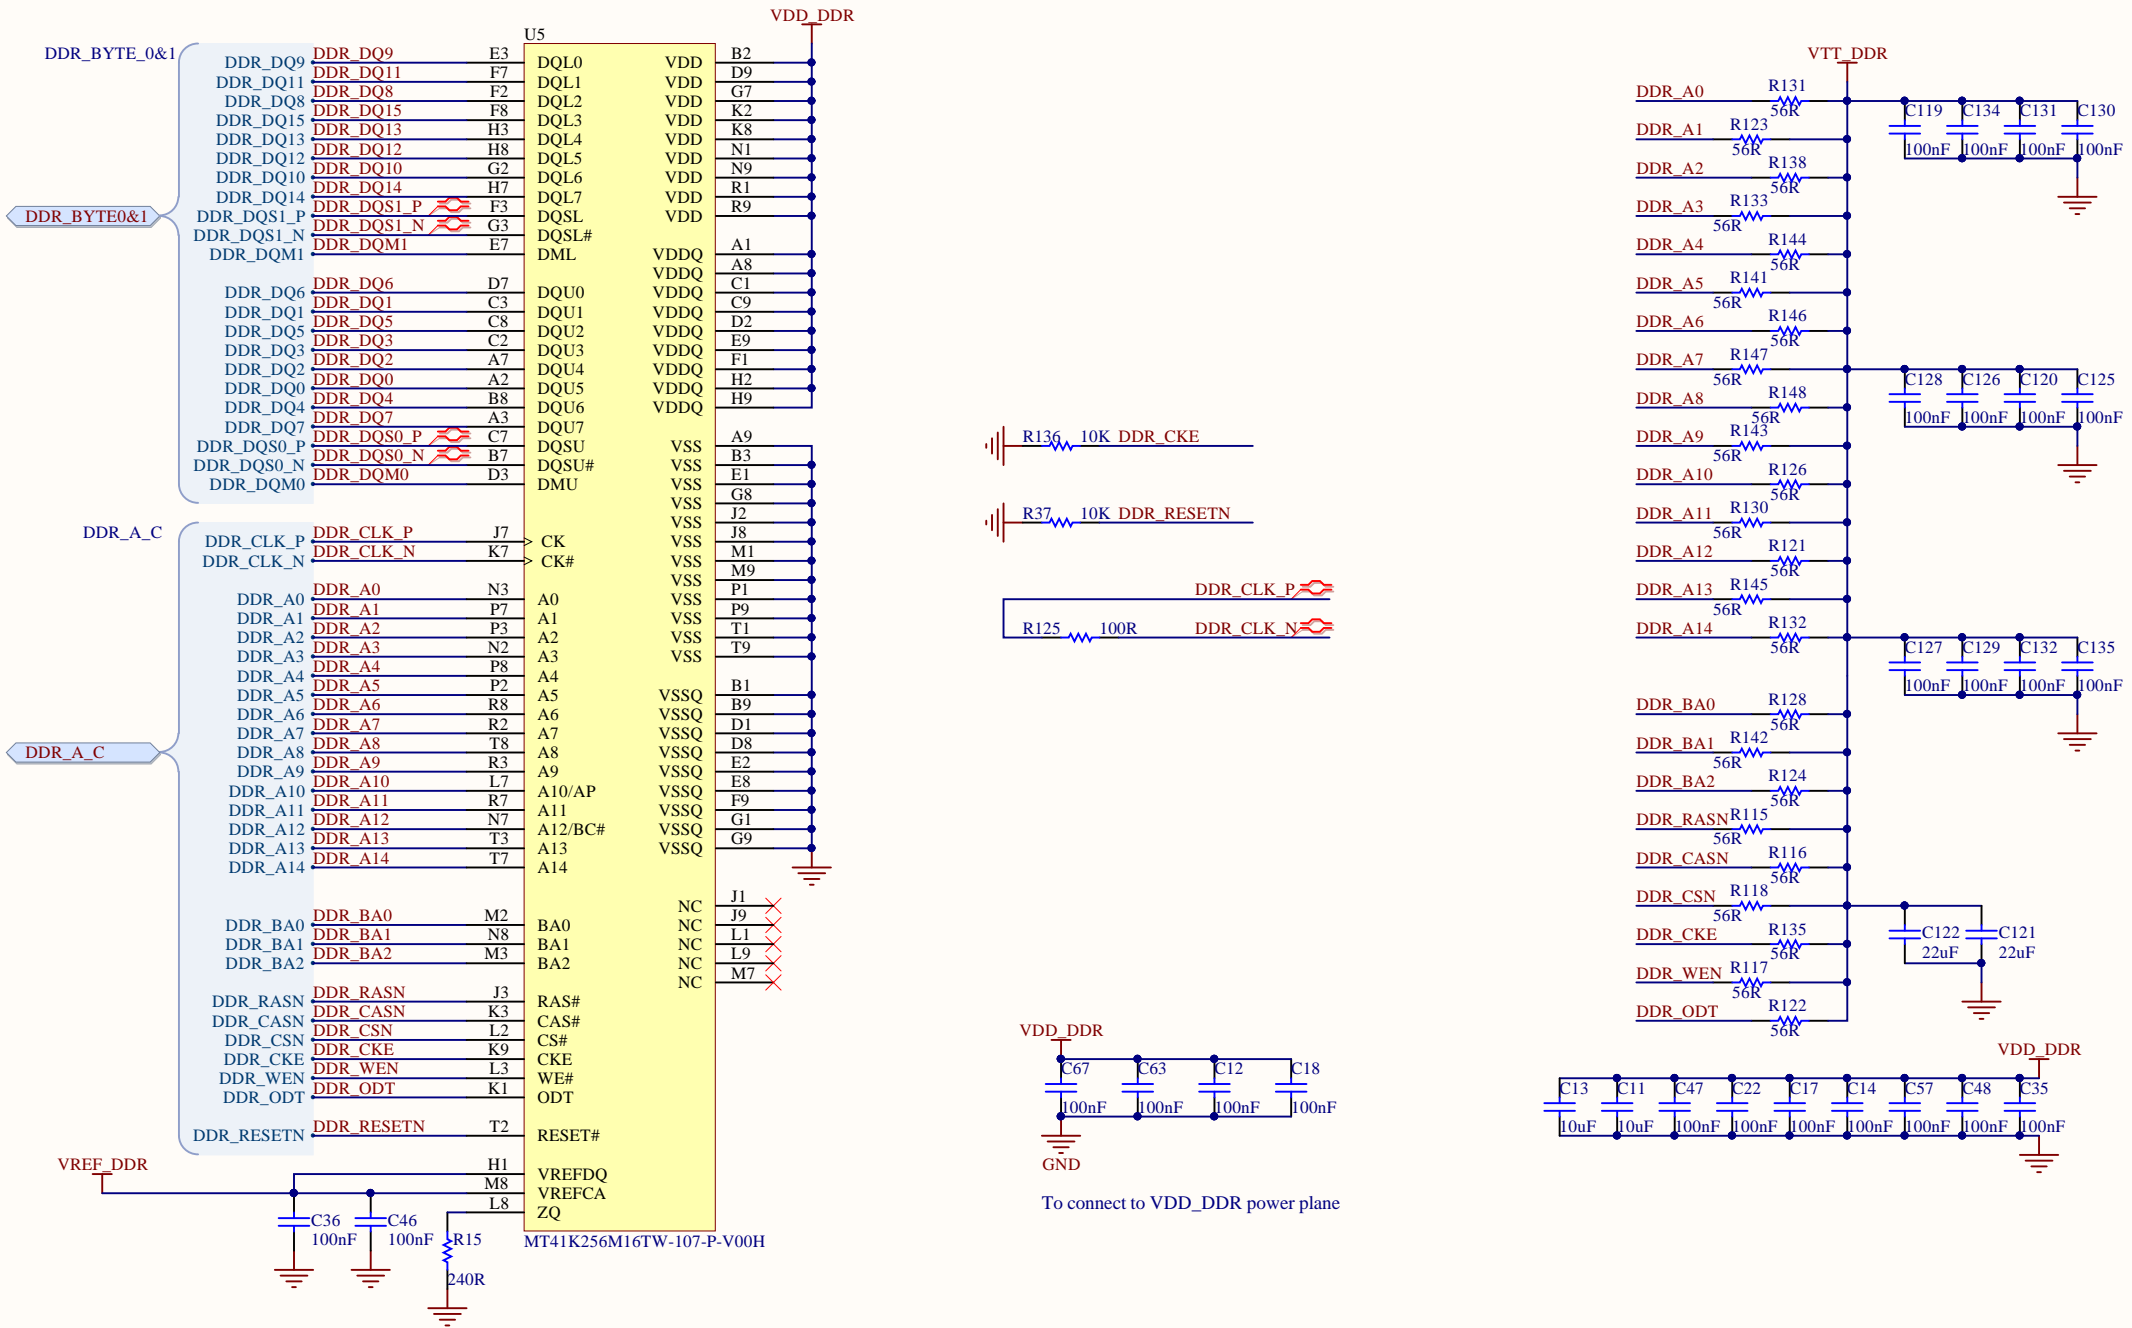 VDD_DDR
U5
DDR_BYTE_0&1
DDR_DQ9 DDR_DQ9 E3 DQL0 VDD B2
DDR_DQ11 DDR_DQ11 F7 DQL1 VDD D9
DDR_DQ8 DDR_DQ8 F2 DQL2 VDD G7
DDR_DQ15 DDR_DQ15 F8 DQL3 VDD K2
DDR_DQ13 DDR_DQ13 H3 DQL4 VDD K8
DDR_DQ12 DDR_DQ12 H8 DQL5 VDD N1
DDR_DQ10 DDR_DQ10 G2 DQL6 VDD N9
DDR_DQ14 DDR_DQ14 H7 DQL7 VDD R1
DDR_BYTE0&1
DDR_DQS1_P DDR_DQS1_P F3 DQSL VDD R9
DDR_DQS1_N DDR_DQS1_N G3 DQSL#
DDR_DQM1 DDR_DQM1 E7 DML VDDQ A1
VDDQ A8
DDR_DQ6 DDR_DQ6 D7 DQU0 VDDQ C1
DDR_DQ1 DDR_DQ1 C3 DQU1 VDDQ C9
DDR_DQ5 DDR_DQ5 C8 DQU2 VDDQ D2
DDR_DQ3 DDR_DQ3 C2 DQU3 VDDQ E9
DDR_DQ2 DDR_DQ2 A7 DQU4 VDDQ F1
DDR_DQ0 DDR_DQ0 A2 DQU5 VDDQ H2
DDR_DQ4 DDR_DQ4 B8 DQU6 VDDQ H9
DDR_DQ7 DDR_DQ7 A3 DQU7
DDR_DQS0_P DDR_DQS0_P C7 DQSU VSS A9
DDR_DQS0_N DDR_DQS0_N B7 DQSU# VSS B3
DDR_DQM0 DDR_DQM0 D3 DMU VSS E1
VSS G8
VSS J2
DDR_A_C
DDR_CLK_P DDR_CLK_P J7 CK VSS J8
DDR_CLK_N DDR_CLK_N K7 CK# VSS M1
VSS M9
DDR_A0 DDR_A0 N3 A0 VSS P1
DDR_A1 DDR_A1 P7 A1 VSS P9
DDR_A2 DDR_A2 P3 A2 VSS T1
DDR_A3 DDR_A3 N2 A3 VSS T9
DDR_A4 DDR_A4 P8 A4
DDR_A5 DDR_A5 P2 A5 VSSQ B1
DDR_A6 DDR_A6 R8 A6 VSSQ B9
DDR_A7 DDR_A7 R2 A7 VSSQ D1
DDR_A_C
DDR_A8 DDR_A8 T8 A8 VSSQ D8
DDR_A9 DDR_A9 R3 A9 VSSQ E2
DDR_A10 DDR_A10 L7 A10/AP VSSQ E8
DDR_A11 DDR_A11 R7 A11 VSSQ F9
DDR_A12 DDR_A12 N7 A12/BC# VSSQ G1
DDR_A13 DDR_A13 T3 A13 VSSQ G9
DDR_A14 DDR_A14 T7 A14
NC J1
DDR_BA0 DDR_BA0 M2 BA0 NC J9
DDR_BA1 DDR_BA1 N8 BA1 NC L1
DDR_BA2 DDR_BA2 M3 BA2 NC L9
NC M7
DDR_RASN DDR_RASN J3 RAS#
DDR_CASN DDR_CASN K3 CAS#
DDR_CSN DDR_CSN L2 CS#
DDR_CKE DDR_CKE K9 CKE
DDR_WEN DDR_WEN L3 WE#
DDR_ODT DDR_ODT K1 ODT
DDR_RESETN DDR_RESETN T2 RESET#
VREF_DDR
H1 VREFDQ
M8 VREFCA
L8 ZQ
C36 C46 R15
100nF 100nF
240R
MT41K256M16TW-107-P-V00H
R136 10K DDR_CKE
R37 10K DDR_RESETN
DDR_CLK_P
R125 100R DDR_CLK_N
VDD_DDR
C67 C63 C12 C18
100nF 100nF 100nF 100nF
GND
To connect to VDD_DDR power plane
VTT_DDR
DDR_A0 R131 56R
DDR_A1 R123 56R
DDR_A2 R138 56R
DDR_A3 R133 56R
DDR_A4 R144 56R
DDR_A5 R141 56R
DDR_A6 R146 56R
DDR_A7 R147 56R
DDR_A8 R148 56R
DDR_A9 R143 56R
DDR_A10 R126 56R
DDR_A11 R130 56R
DDR_A12 R121 56R
DDR_A13 R145 56R
DDR_A14 R132 56R
DDR_BA0 R128 56R
DDR_BA1 R142 56R
DDR_BA2 R124 56R
DDR_RASN R115 56R
DDR_CASN R116 56R
DDR_CSN R118 56R
DDR_CKE R135 56R
DDR_WEN R117 56R
DDR_ODT R122 56R
C119 C134 C131 C130
100nF 100nF 100nF 100nF
C128 C126 C120 C125
100nF 100nF 100nF 100nF
C127 C129 C132 C135
100nF 100nF 100nF 100nF
C122 C121
22uF 22uF
VDD_DDR
C13 C11 C47 C22 C17 C14 C57 C48 C35
10uF 10uF 100nF 100nF 100nF 100nF 100nF 100nF 100nF